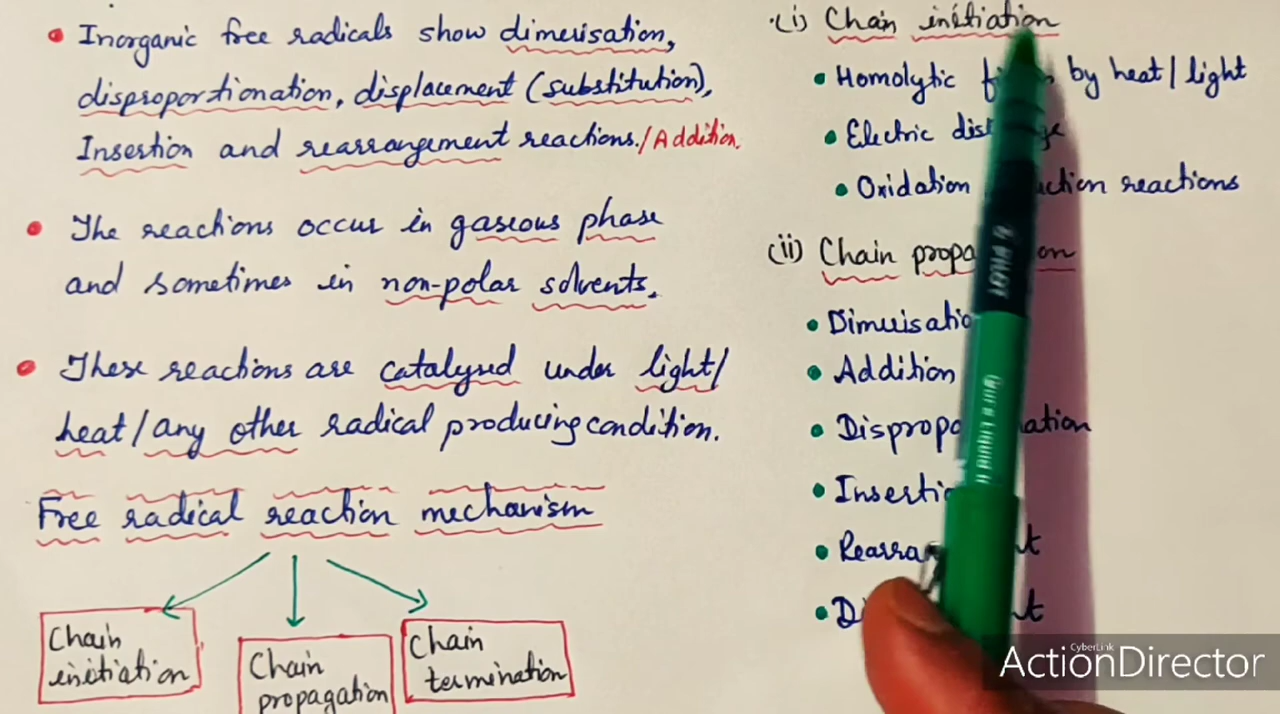 • Inorganic free radicals show dimerisation,
disproportionation, displacement (substitution),
Insertion and rearrangement reactions./Addition.
• The reactions occur in gaseous phase
and sometimes in non-polar solvents.
• These reactions are catalysed under light/
heat/any other radical producing condition.
Free radical reaction mechanism
Chain
initiation
Chain
propagation
Chain
termination
(i) Chain initiation
• Homolytic by heat/light
• Electric
• Oxidation reactions
(ii) Chain
•
• Addition
•
•
•
•
PILOT
CyberLink
ActionDirector